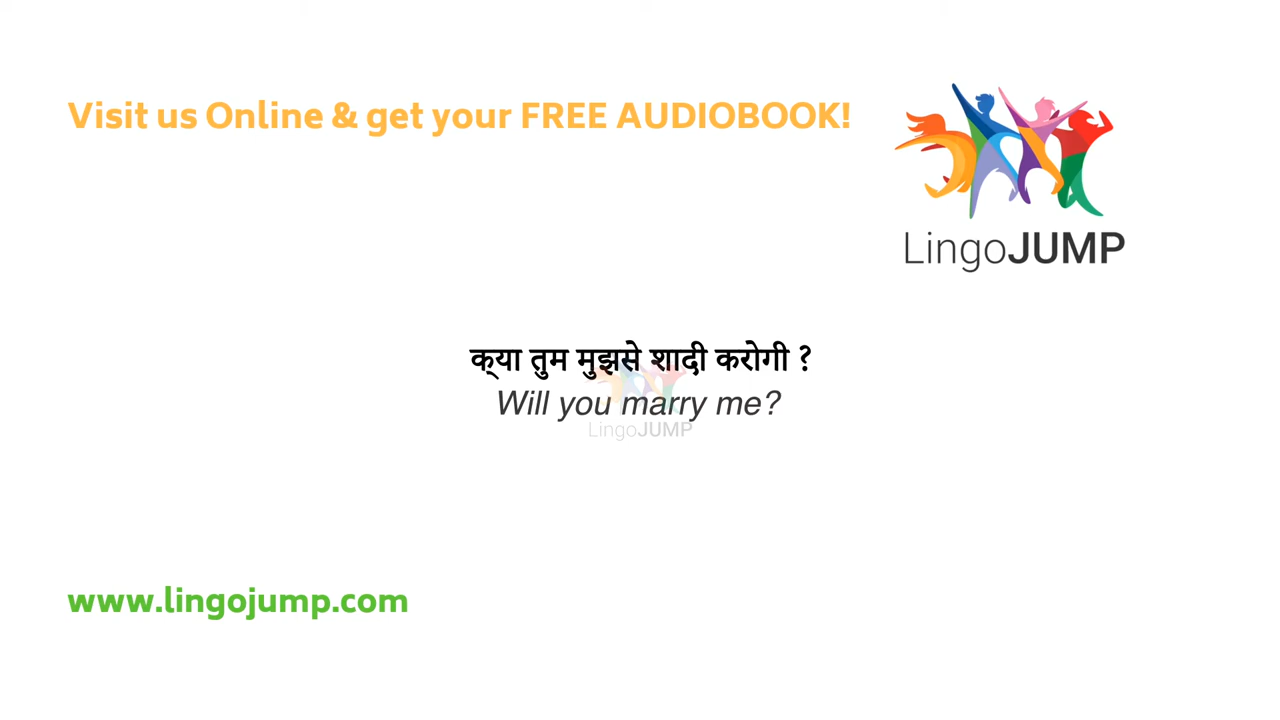 Visit us Online & get your FREE AUDIOBOOK!
LingoJUMP
क्या तुम मुझसे शादी करोगी ?
Will you marry me?
LingoJUMP
www.lingojump.com